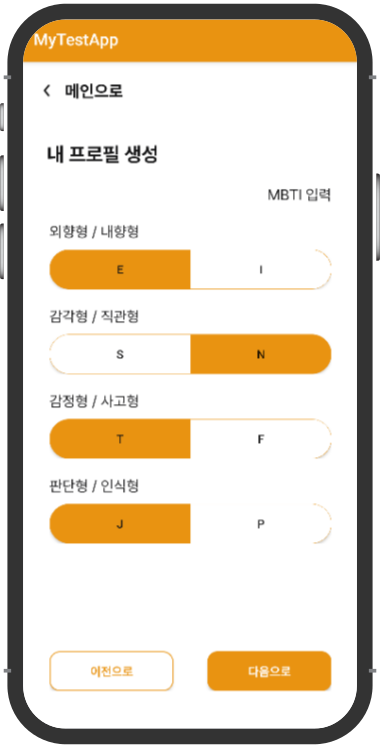 MyTestApp
< 메인으로
내 프로필 생성
MBTI 입력
외향형 / 내향형
E I
감각형 / 직관형
S N
감정형 / 사고형
T F
판단형 / 인식형
J P
이전으로 다음으로